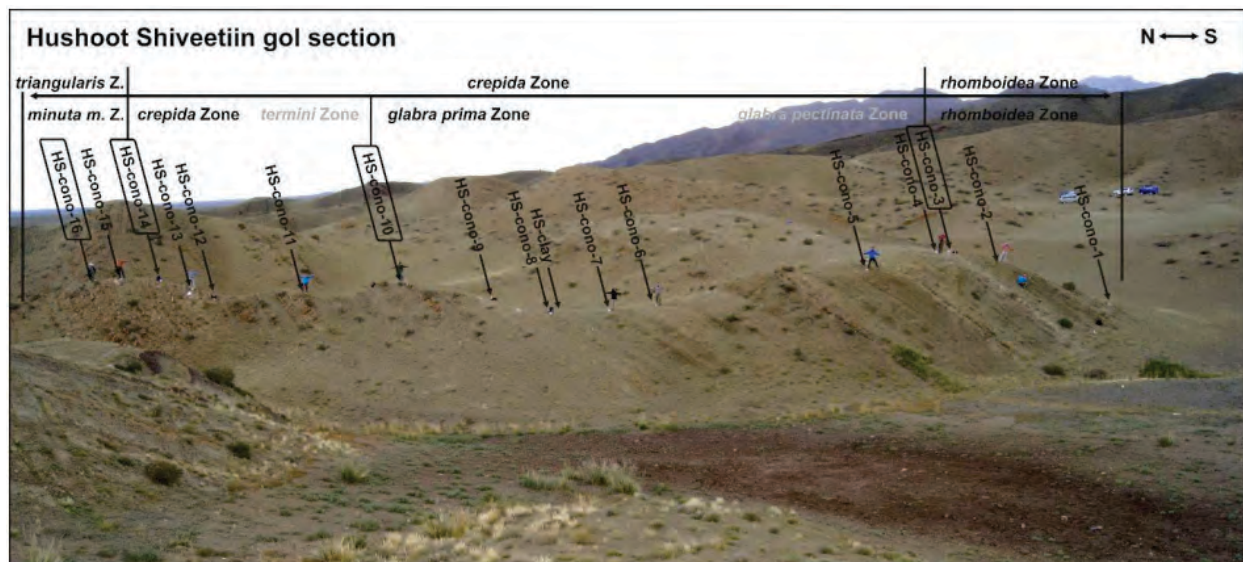 Hushoot Shiveetiin gol section
N ⟷ S
triangularis Z.
crepida Zone
rhomboidea Zone
minuta m. Z.
crepida Zone
termini Zone
glabra prima Zone
glabra pectinata Zone
rhomboidea Zone
HS-cono-16
HS-cono-15
HS-cono-14
HS-cono-13
HS-cono-12
HS-cono-11
HS-cono-10
HS-cono-9
HS-cono-8
HS-clay
HS-cono-7
HS-cono-6
HS-cono-5
HS-cono-4
HS-cono-3
HS-cono-2
HS-cono-1